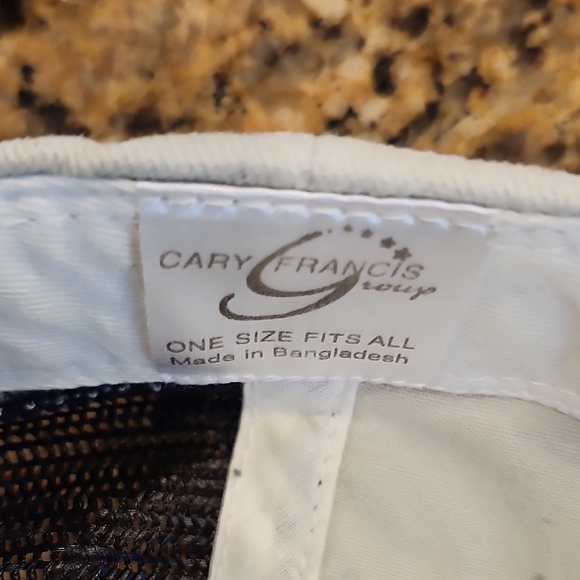 CARY FRANCIS
Group
ONE SIZE FITS ALL
Made in Bangladesh